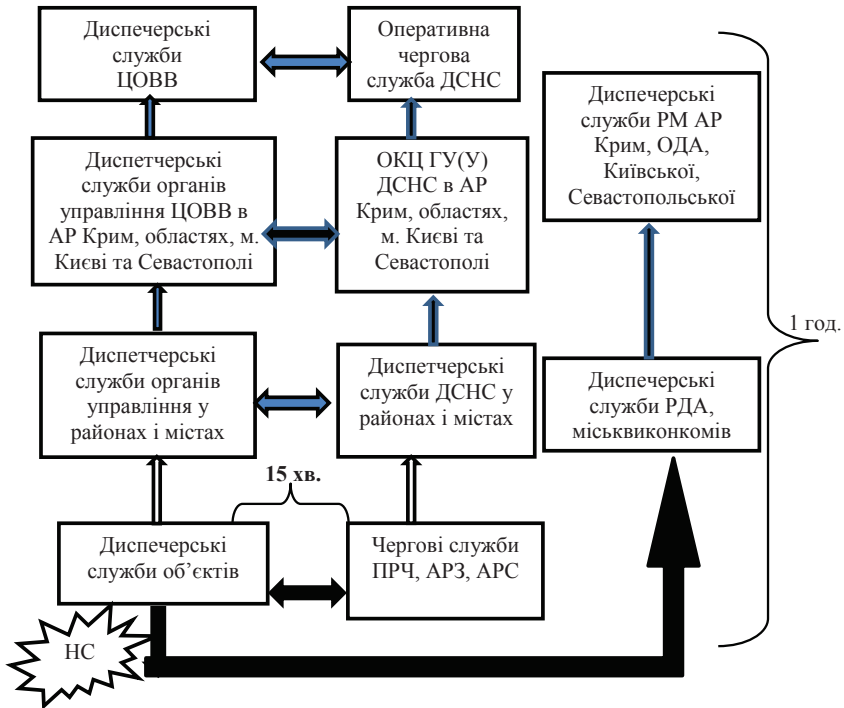 Диспечерські
служби
ЦОВВ
Оперативна
чергова
служба ДСНС
Диспечерські
служби РМ АР
Крим, ОДА,
Київської,
Севастопольської
Диспетчерські
служби органів
управління ЦОВВ в
АР Крим, областях, м.
Києві та Севастополі
ОКЦ ГУ(У)
ДСНС в АР
Крим, областях,
м. Києві та
Севастополі
1 год.
Диспетчерські
служби органів
управління у
районах і містах
Диспетчерські
служби ДСНС у
районах і містах
Диспечерські
служби РДА,
міськвиконкомів
15 хв.
Диспечерські
служби об’єктів
Чергові служби
ПРЧ, АРЗ, АРС
НС